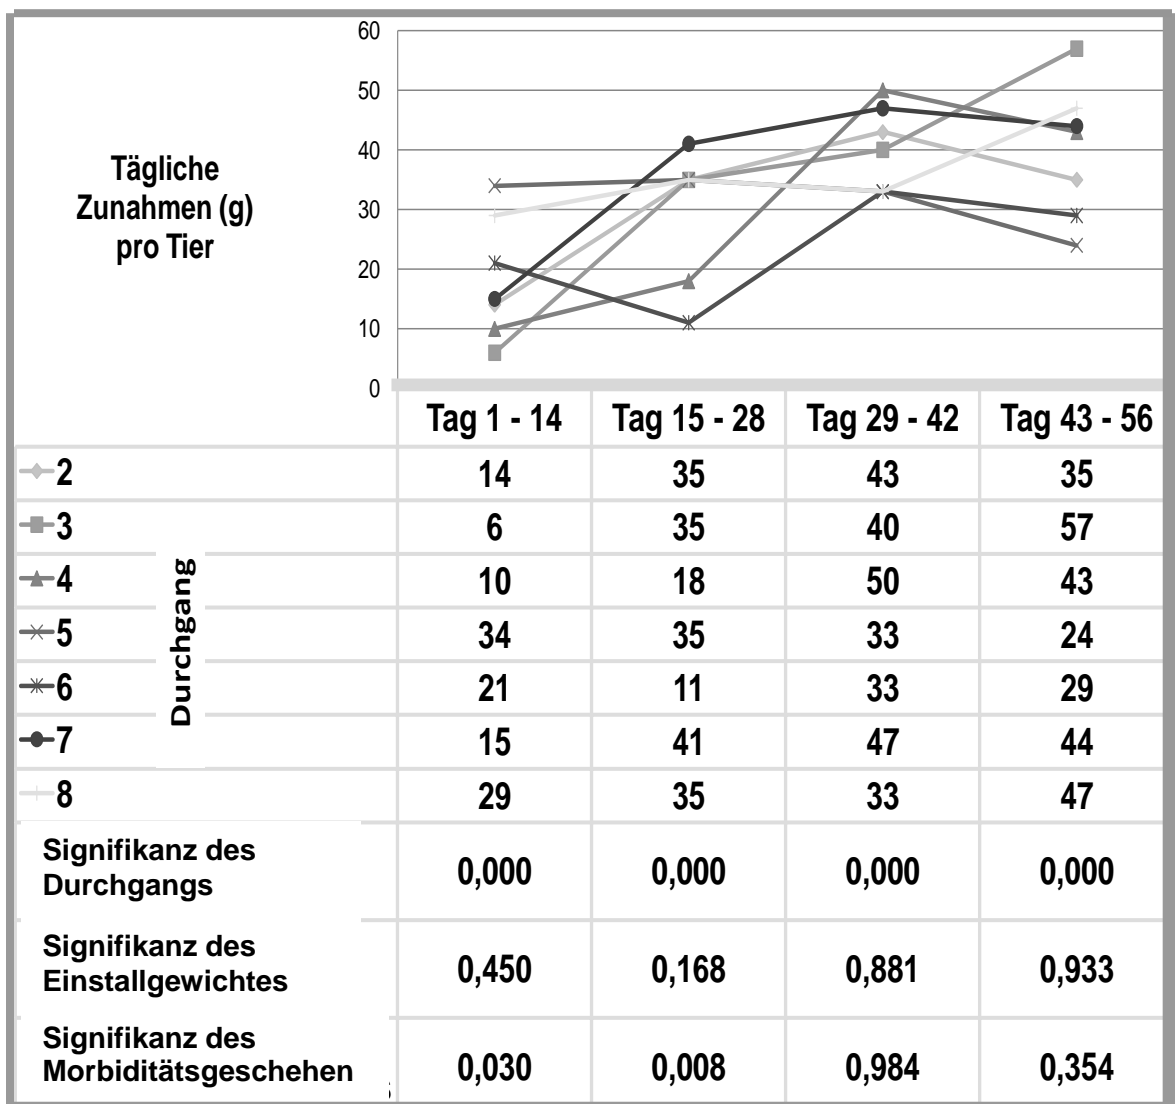 60
50
40
30
20
10
0
Tägliche
Zunahmen (g)
pro Tier
Tag 1 - 14 Tag 15 - 28 Tag 29 - 42 Tag 43 - 56
Durchgang
2 14 35 43 35
3 6 35 40 57
4 10 18 50 43
5 34 35 33 24
6 21 11 33 29
7 15 41 47 44
8 29 35 33 47
Signifikanz des
Durchgangs
0,000 0,000 0,000 0,000
Signifikanz des
Einstallgewichtes
0,450 0,168 0,881 0,933
Signifikanz des
Morbiditätsgeschehen
0,030 0,008 0,984 0,354